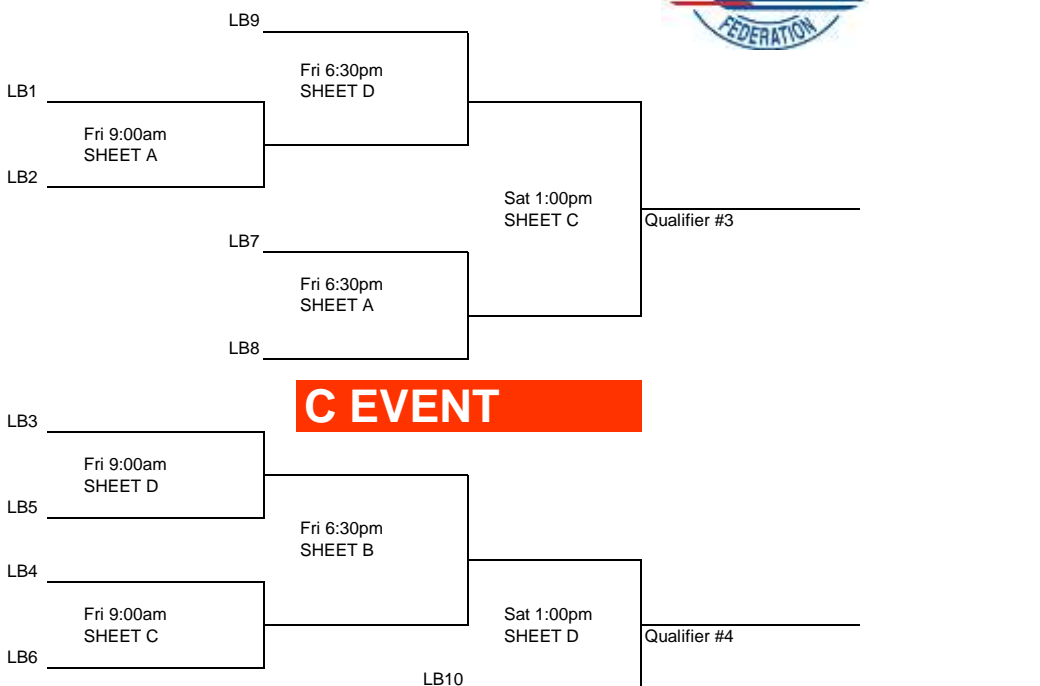 FEDERATION
LB9
Fri 6:30pm
SHEET D
LB1
Fri 9:00am
SHEET A
LB2
Sat 1:00pm
SHEET C
Qualifier #3
LB7
Fri 6:30pm
SHEET A
LB8
C EVENT
LB3
Fri 9:00am
SHEET D
LB5
Fri 6:30pm
SHEET B
LB4
Fri 9:00am
SHEET C
Sat 1:00pm
SHEET D
Qualifier #4
LB6
LB10